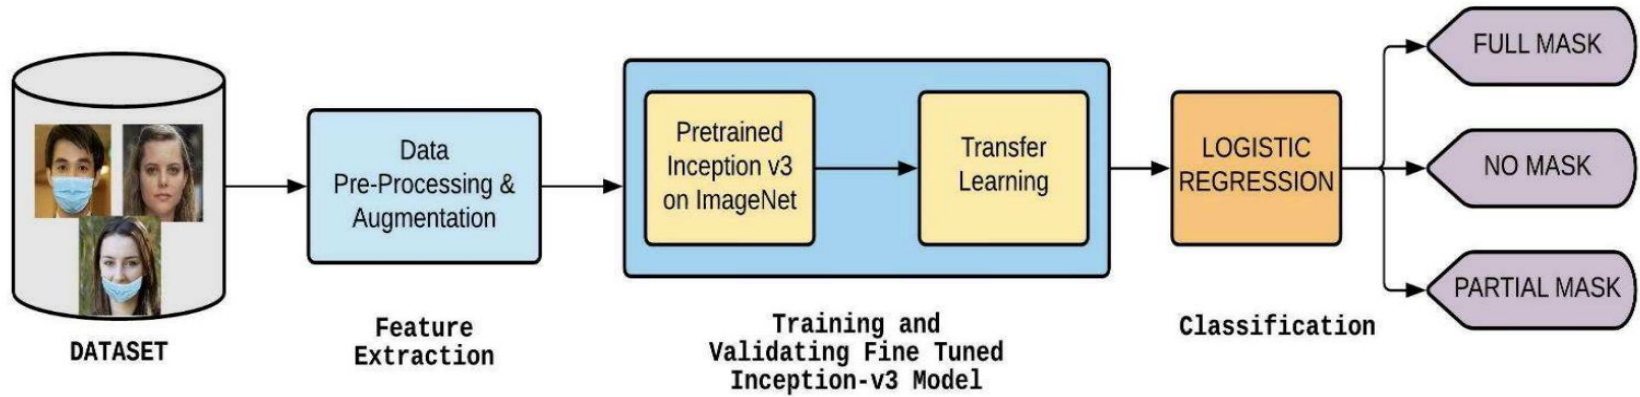 DATASET
Data
Pre-Processing &
Augmentation
Feature
Extraction
Pretrained
Inception v3
on ImageNet
Transfer
Learning
Training and
Validating Fine Tuned
Inception-v3 Model
LOGISTIC
REGRESSION
Classification
FULL MASK
NO MASK
PARTIAL MASK